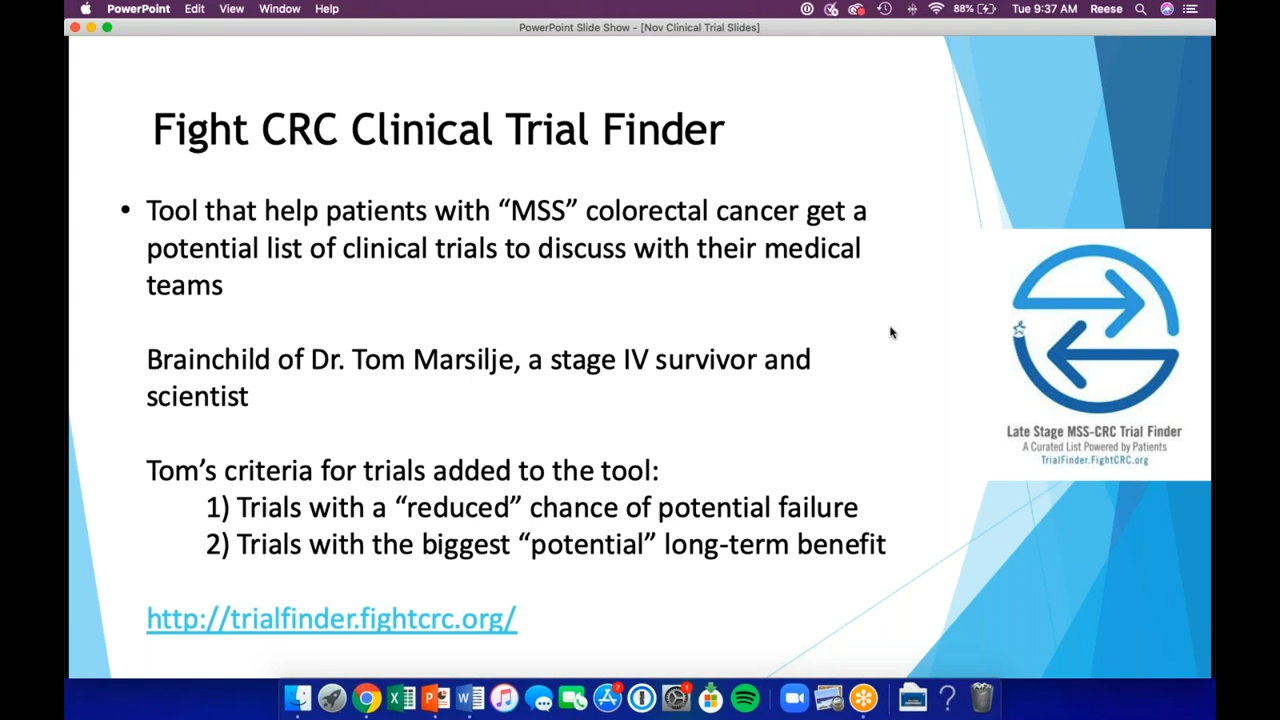 PowerPoint Edit View Window Help 88% Tue 9:37 AM Reese
PowerPoint Slide Show - [Nov Clinical Trial Slides]
Fight CRC Clinical Trial Finder
• Tool that help patients with “MSS” colorectal cancer get a
potential list of clinical trials to discuss with their medical
teams
Brainchild of Dr. Tom Marsilje, a stage IV survivor and
scientist
Tom’s criteria for trials added to the tool:
1) Trials with a “reduced” chance of potential failure
2) Trials with the biggest “potential” long-term benefit
http://trialfinder.fightcrc.org/
Late Stage MSS-CRC Trial Finder
A Curated List Powered by Patients
TrialFinder.FightCRC.org